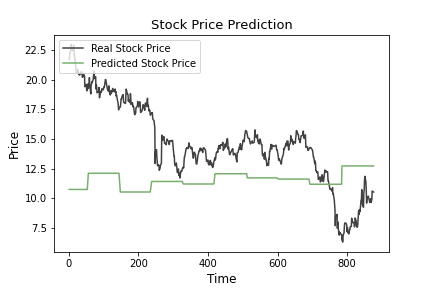 Stock Price Prediction
Real Stock Price
Predicted Stock Price
Price
22.5
20.0
17.5
15.0
12.5
10.0
7.5
0 200 400 600 800
Time